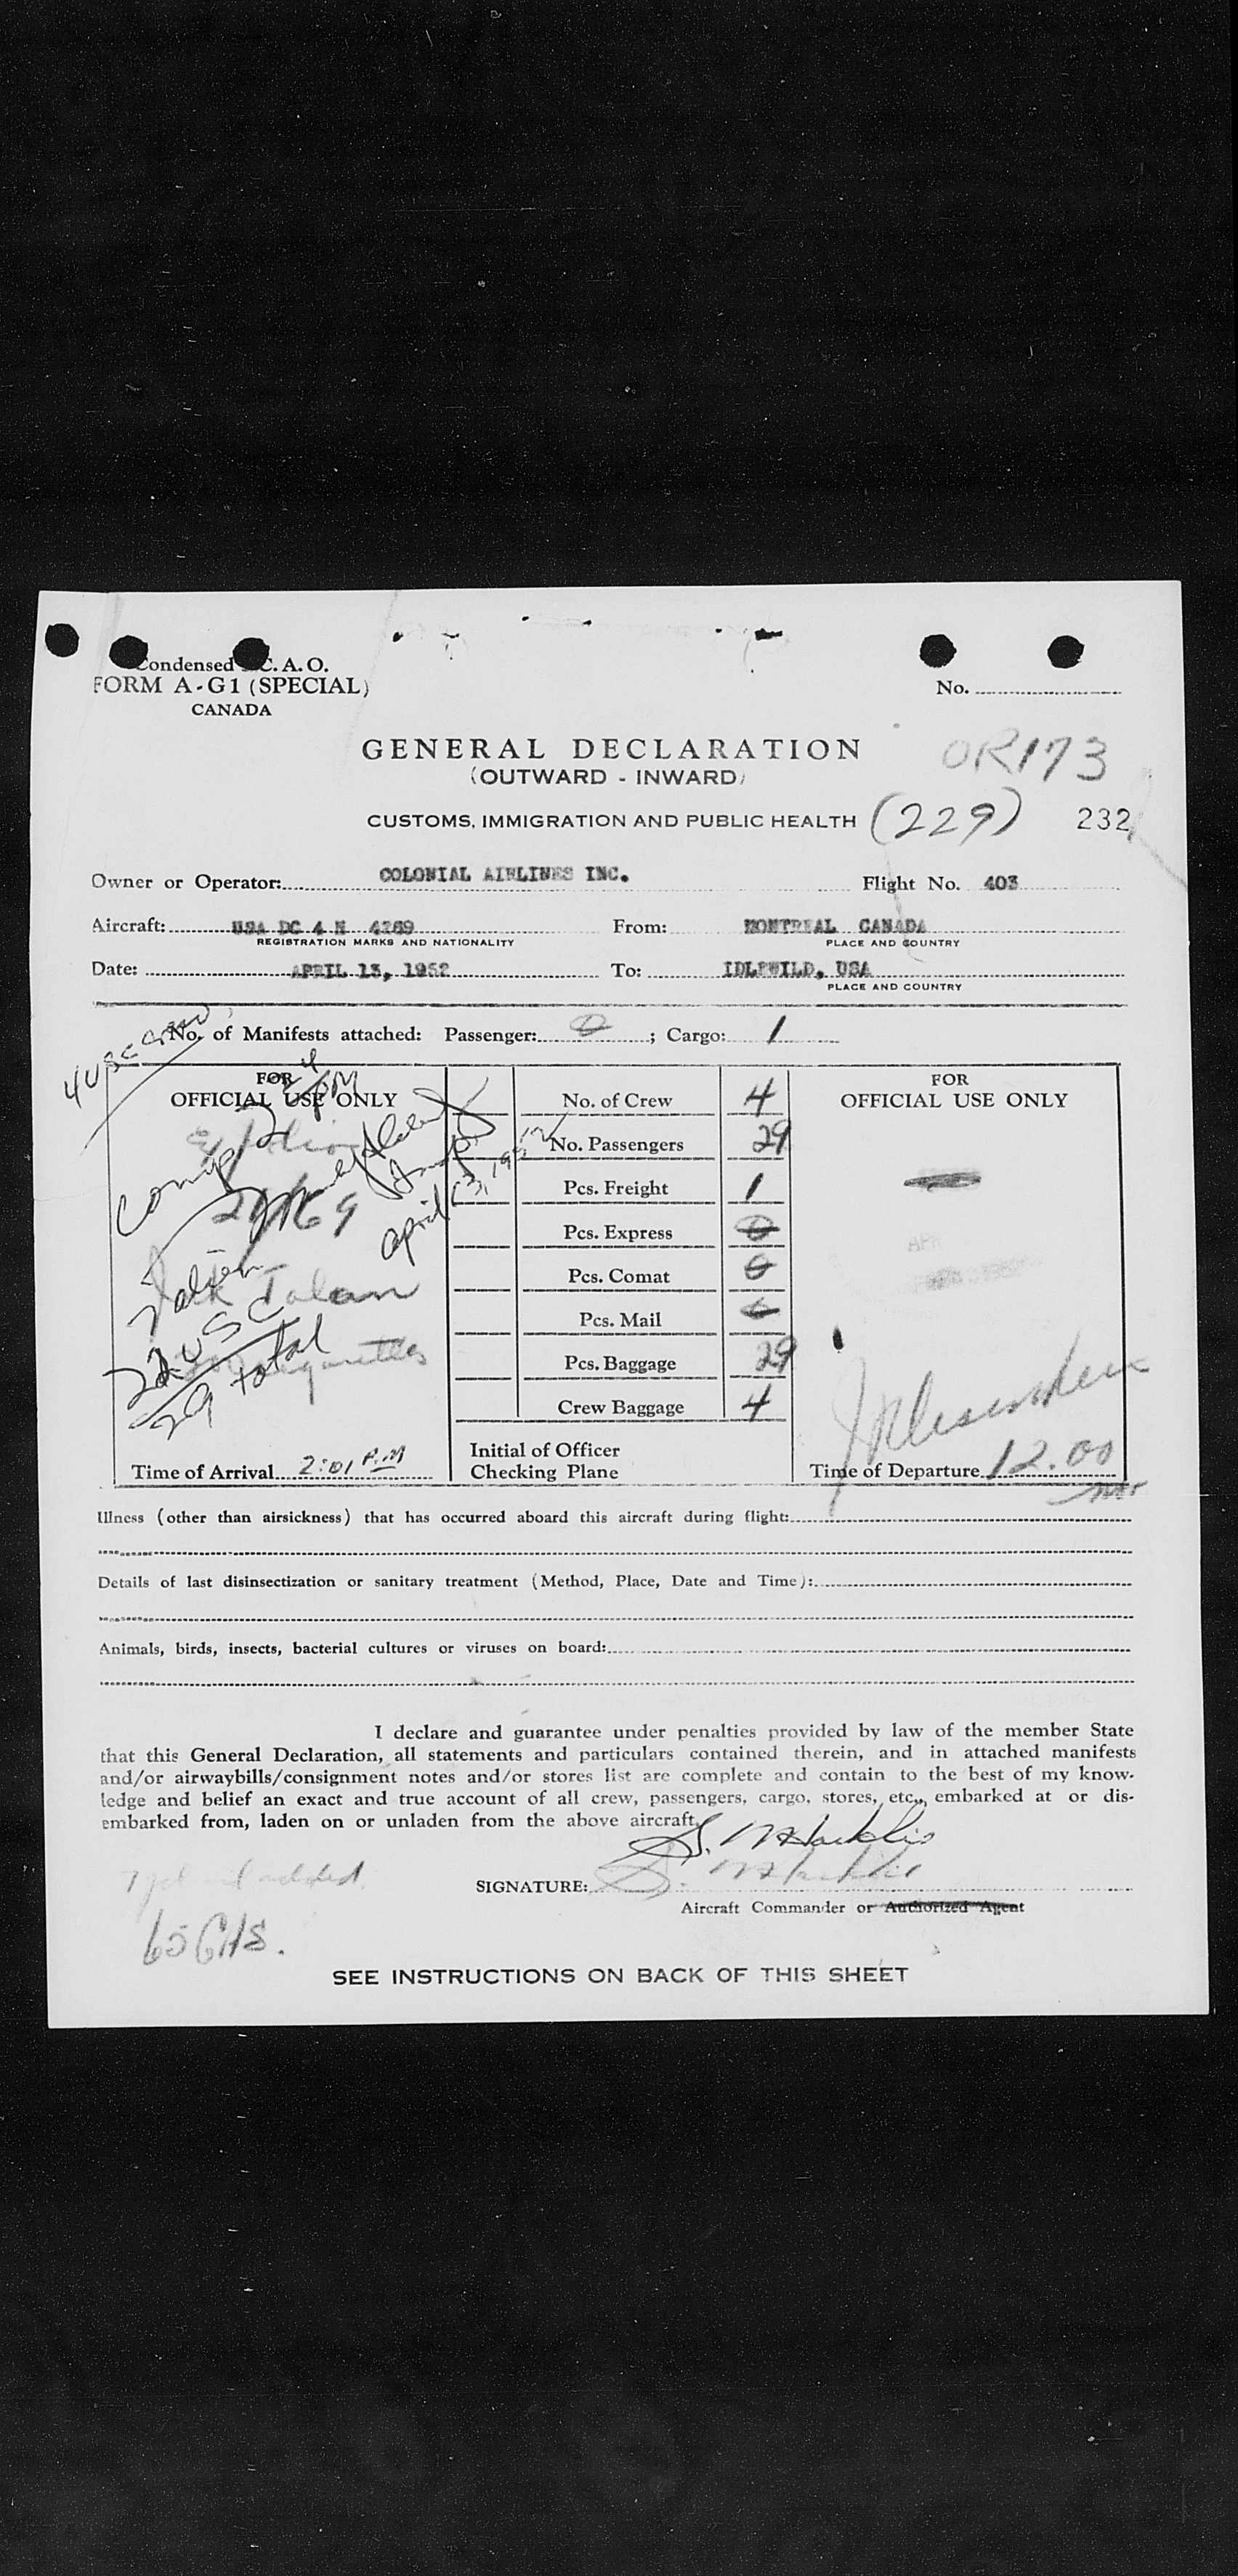 Condensed I.C.A.O.
FORM A-G1 (SPECIAL)
CANADA
No.
GENERAL DECLARATION
(OUTWARD - INWARD)
OR173
CUSTOMS, IMMIGRATION AND PUBLIC HEALTH (229) 232
Owner or Operator: COLONIAL AIRLINES INC. Flight No. 403
Aircraft: USA DC 4 N 4269 From: MONTREAL CANADA
REGISTRATION MARKS AND NATIONALITY PLACE AND COUNTRY
Date: APRIL 13, 1952 To: IDLEWILD, USA
PLACE AND COUNTRY
4 USC crew
No. of Manifests attached: Passenger: 0; Cargo: 1
FOR
OFFICIAL USE ONLY
comp 2 24 PM
April 13, 1952
7 alien
22 USC
29 total
Time of Arrival 2:01 P.M
No. of Crew 4
No. Passengers 29
Pcs. Freight 1
Pcs. Express 0
Pcs. Comat 0
Pcs. Mail 0
Pcs. Baggage 29
Crew Baggage 4
Initial of Officer
Checking Plane
FOR
OFFICIAL USE ONLY
APR
Time of Departure 12.00
Illness (other than airsickness) that has occurred aboard this aircraft during flight:
Details of last disinsectization or sanitary treatment (Method, Place, Date and Time):
Animals, birds, insects, bacterial cultures or viruses on board:
I declare and guarantee under penalties provided by law of the member State
that this General Declaration, all statements and particulars contained therein, and in attached manifests
and/or airwaybills/consignment notes and/or stores list are complete and contain to the best of my know-
ledge and belief an exact and true account of all crew, passengers, cargo, stores, etc., embarked at or dis-
embarked from, laden on or unladen from the above aircraft.
SIGNATURE:
Aircraft Commander or Authorized Agent
SEE INSTRUCTIONS ON BACK OF THIS SHEET